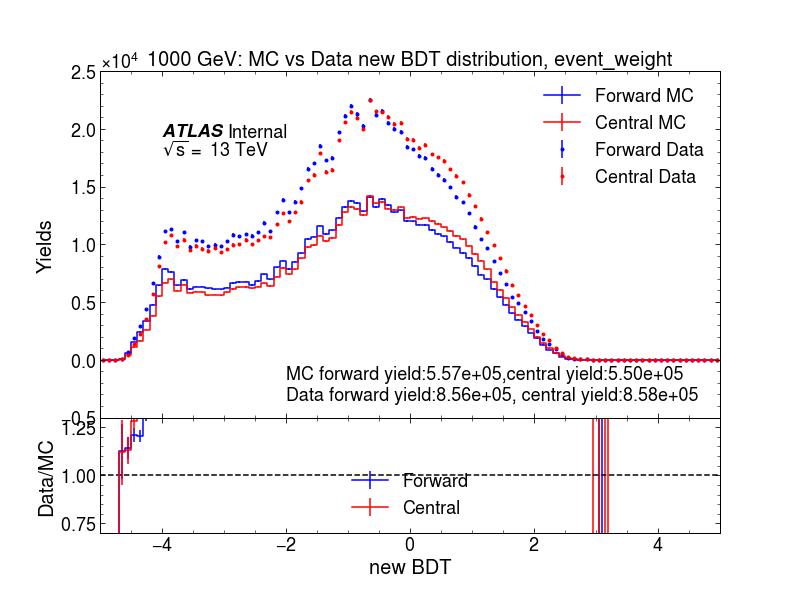 ×10⁴ 1000 GeV: MC vs Data new BDT distribution, event_weight
2.5
Forward MC
ATLAS Internal
Central MC
√s = 13 TeV
Forward Data
2.0
Central Data
1.5
Yields
1.0
0.5
0.0
MC forward yield:5.57e+05,central yield:5.50e+05
Data forward yield:8.56e+05, central yield:8.58e+05
0.5
1.25
Data/MC
1.00
Forward
Central
0.75
−4 −2 0 2 4
new BDT